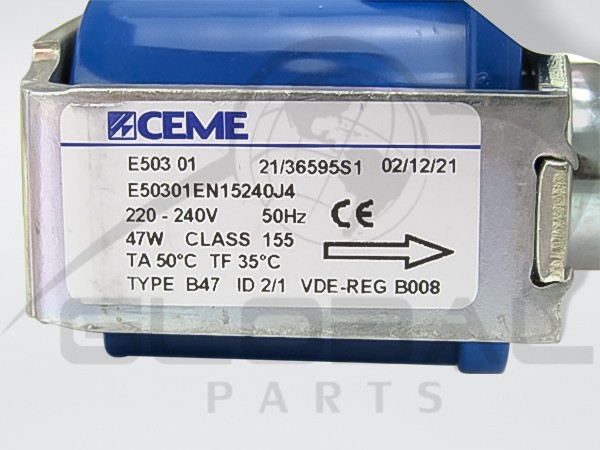 CEME
E503 01 21/36595S1 02/12/21
E50301EN15240J4
220 - 240V 50Hz CE
47W CLASS 155
TA 50°C TF 35°C
TYPE B47 ID 2/1 VDE-REG B008
GLOBAL
PARTS